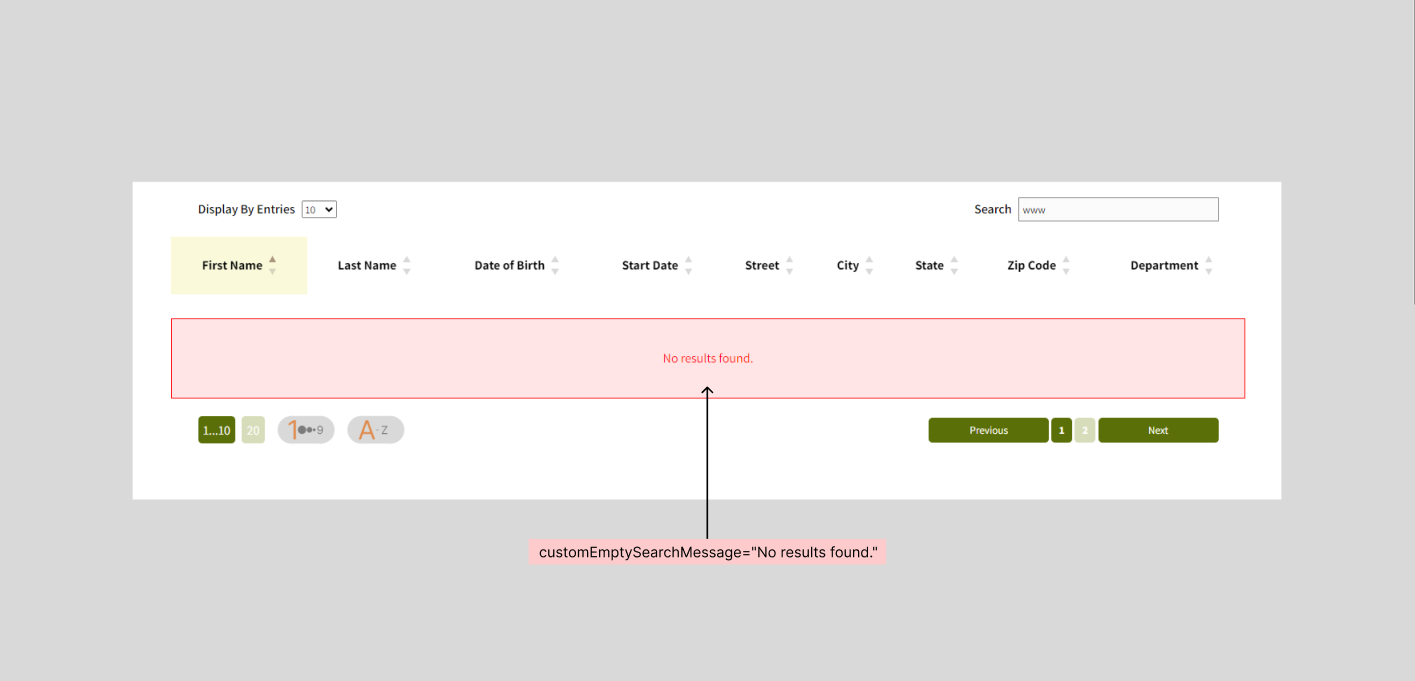 Display By Entries 10 Search www
First Name Last Name Date of Birth Start Date Street City State Zip Code Department
No results found.
1...10 20 1 9 A - Z Previous 1 2 Next
customEmptySearchMessage="No results found."